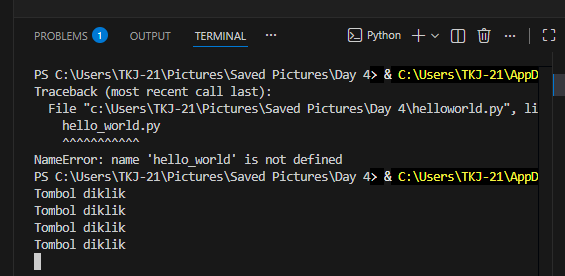 PROBLEMS 1 OUTPUT TERMINAL ... Python ...
PS C:\Users\TKJ-21\Pictures\Saved Pictures\Day 4> & C:\Users\TKJ-21\AppD
Traceback (most recent call last):
File "c:\Users\TKJ-21\Pictures\Saved Pictures\Day 4\helloworld.py", li
hello_world.py
^^^^^^^^^^^
NameError: name 'hello_world' is not defined
PS C:\Users\TKJ-21\Pictures\Saved Pictures\Day 4> & C:\Users\TKJ-21\AppD
Tombol diklik
Tombol diklik
Tombol diklik
Tombol diklik